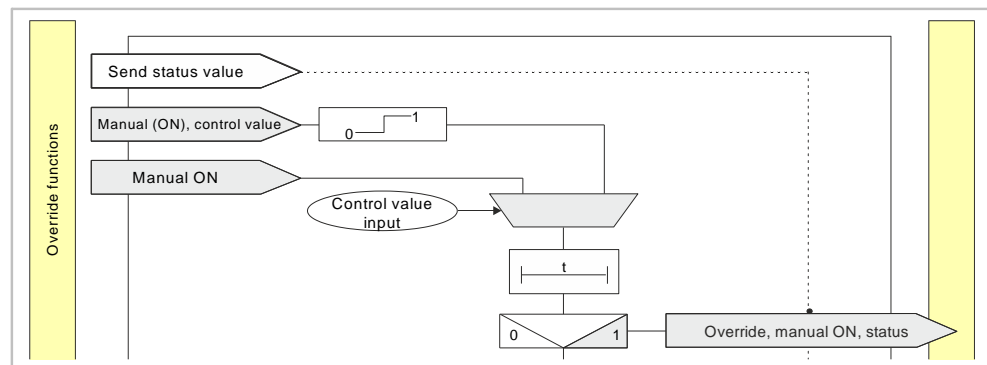 Override functions
Send status value
Manual (ON), control value
0
1
Manual ON
Control value
input
t
0
1
Override, manual ON, status